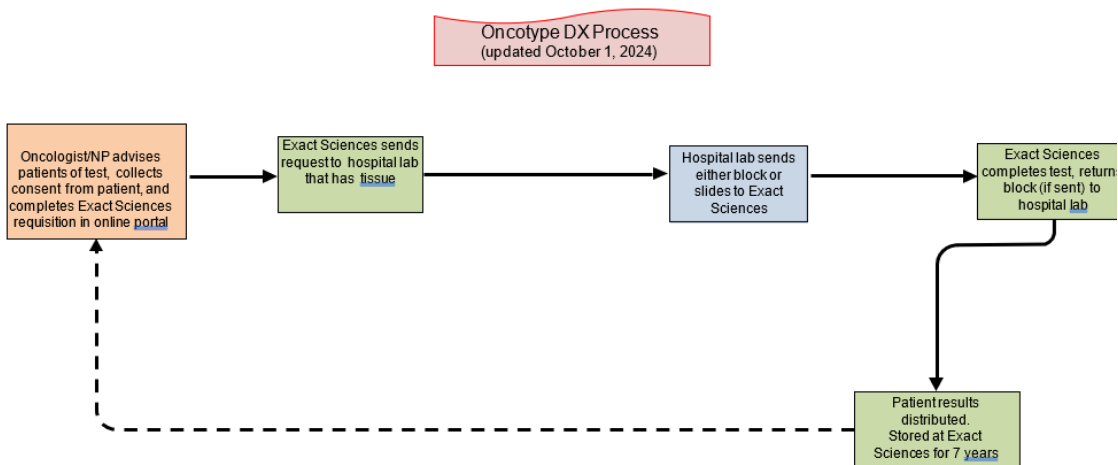 Oncotype DX Process
(updated October 1, 2024)
Oncologist/NP advises
patients of test, collects
consent from patient, and
completes Exact Sciences
requisition in online portal
Exact Sciences sends
request to hospital lab
that has tissue
Hospital lab sends
either block or
slides to Exact
Sciences
Exact Sciences
completes test, returns
block (if sent) to
hospital lab
Patient results
distributed.
Stored at Exact
Sciences for 7 years